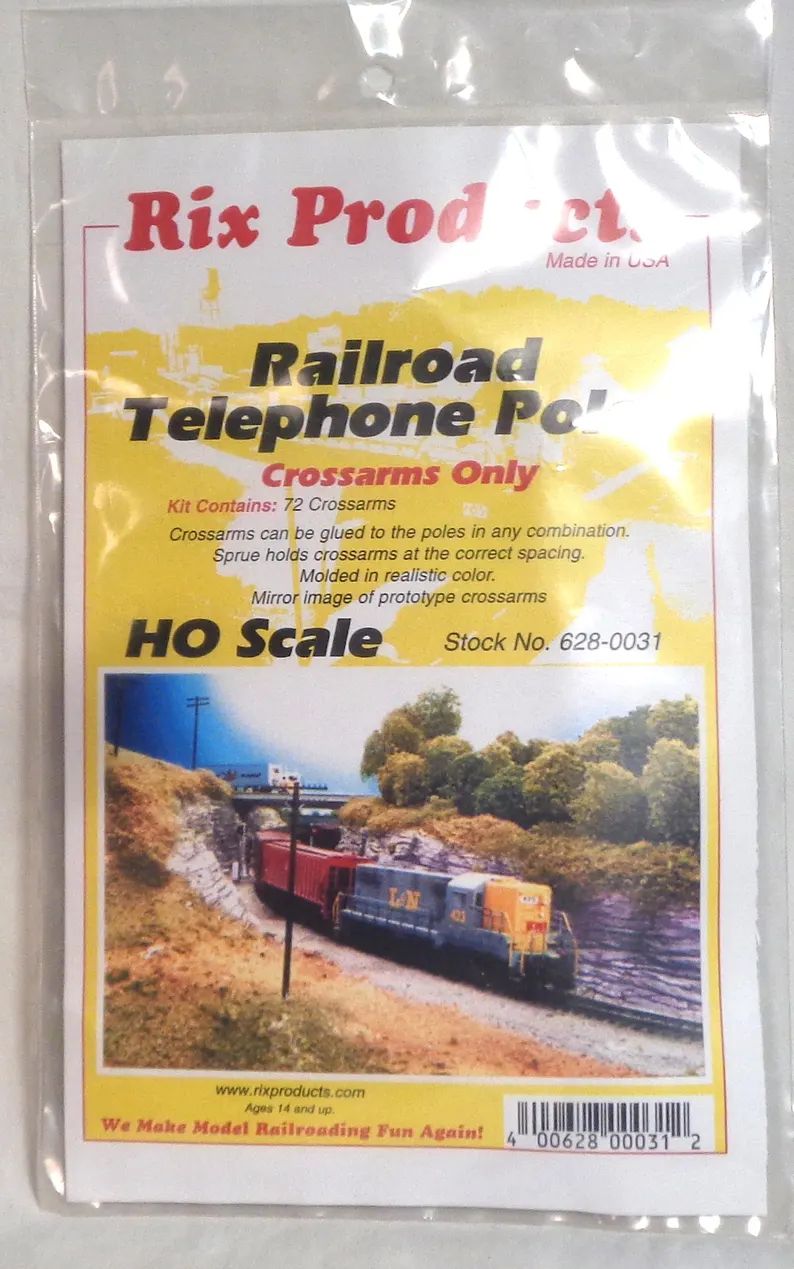 Rix Products
Made in USA
Railroad
Telephone Pol
Crossarms Only
Kit Contains: 72 Crossarms
Crossarms can be glued to the poles in any combination.
Sprue holds crossarms at the correct spacing.
Molded in realistic color.
Mirror image of prototype crossarms
HO Scale Stock No. 628-0031
L&N
www.rixproducts.com
Ages 14 and up.
We Make Model Railroading Fun Again!
4 00628 00031 2